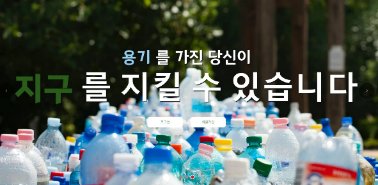 용기 를 가진 당신이
지구 를 지킬 수 있습니다